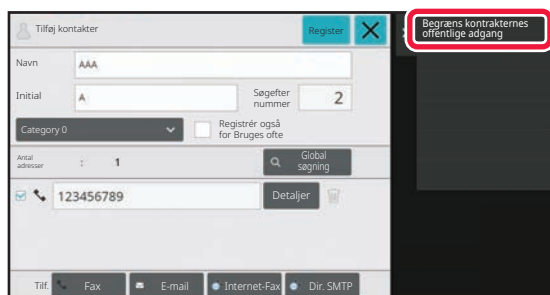 Tilføj kontakter
Register
Begræns kontrakternes
offentlige adgang
Navn
AAA
Initial
A
Søgefter
nummer
2
Category 0
Registrér også
for Bruges ofte
Antal
adresser
:
1
Global
søgning
123456789
Detaljer
Tilf.
Fax
E-mail
Internet-Fax
Dir. SMTP